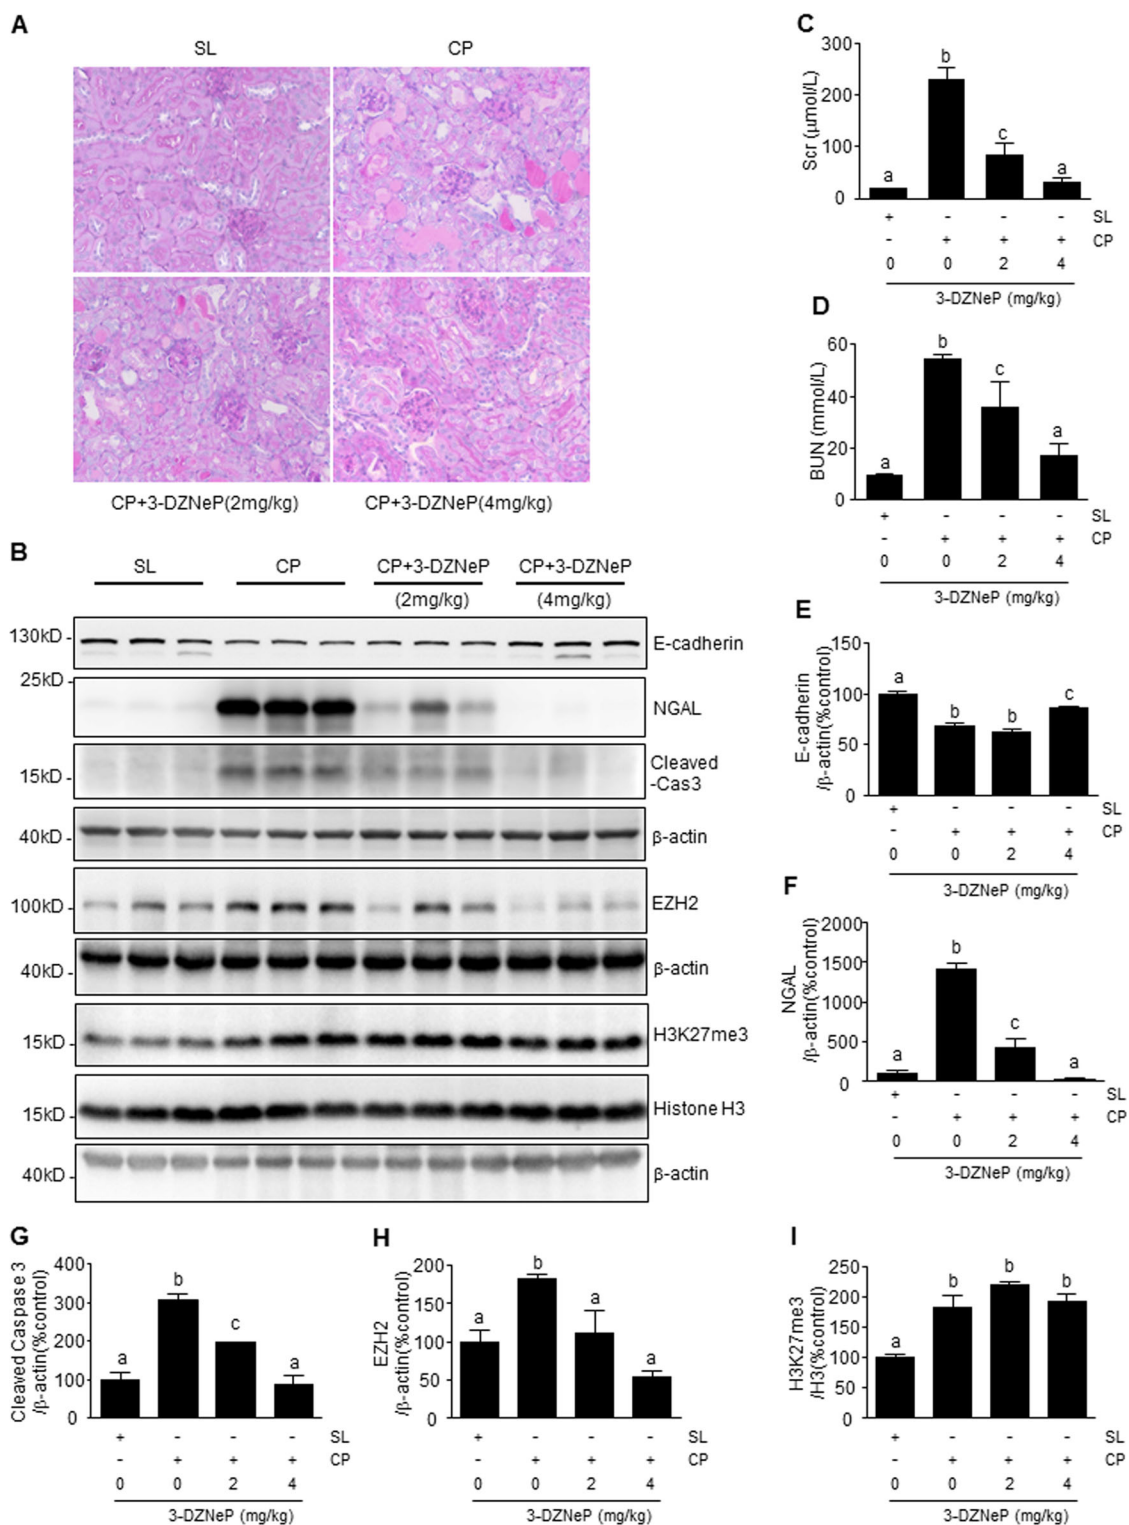 A
SL
CP
CP+3-DZNeP(2mg/kg)
CP+3-DZNeP(4mg/kg)
B
SL
CP
CP+3-DZNeP
(2mg/kg)
CP+3-DZNeP
(4mg/kg)
130kD
E-cadherin
25kD
NGAL
15kD
Cleaved
-Cas3
40kD
β-actin
100kD
EZH2
40kD
β-actin
15kD
H3K27me3
15kD
Histone H3
40kD
β-actin
C
Scr (μmol/L)
300
200
100
0
a
b
c
a
+ - - - SL
- + + + CP
0 0 2 4
3-DZNeP (mg/kg)
D
BUN (mmol/L)
60
40
20
0
a
b
c
a
+ - - - SL
- + + + CP
0 0 2 4
3-DZNeP (mg/kg)
E
E-cadherin
/β-actin(%control)
150
100
50
0
a
b
b
c
+ - - - SL
- + + + CP
0 0 2 4
3-DZNeP (mg/kg)
F
NGAL
/β-actin(%control)
2000
1500
1000
500
0
a
b
c
a
+ - - - SL
- + + + CP
0 0 2 4
3-DZNeP (mg/kg)
G
Cleaved Caspase 3
/β-actin(%control)
400
300
200
100
0
a
b
c
a
+ - - - SL
- + + + CP
0 0 2 4
3-DZNeP (mg/kg)
H
EZH2
/β-actin(%control)
200
150
100
50
0
a
b
a
a
+ - - - SL
- + + + CP
0 0 2 4
3-DZNeP (mg/kg)
I
H3K27me3
/H3(%control)
250
200
150
100
50
0
a
b
b
b
+ - - - SL
- + + + CP
0 0 2 4
3-DZNeP (mg/kg)